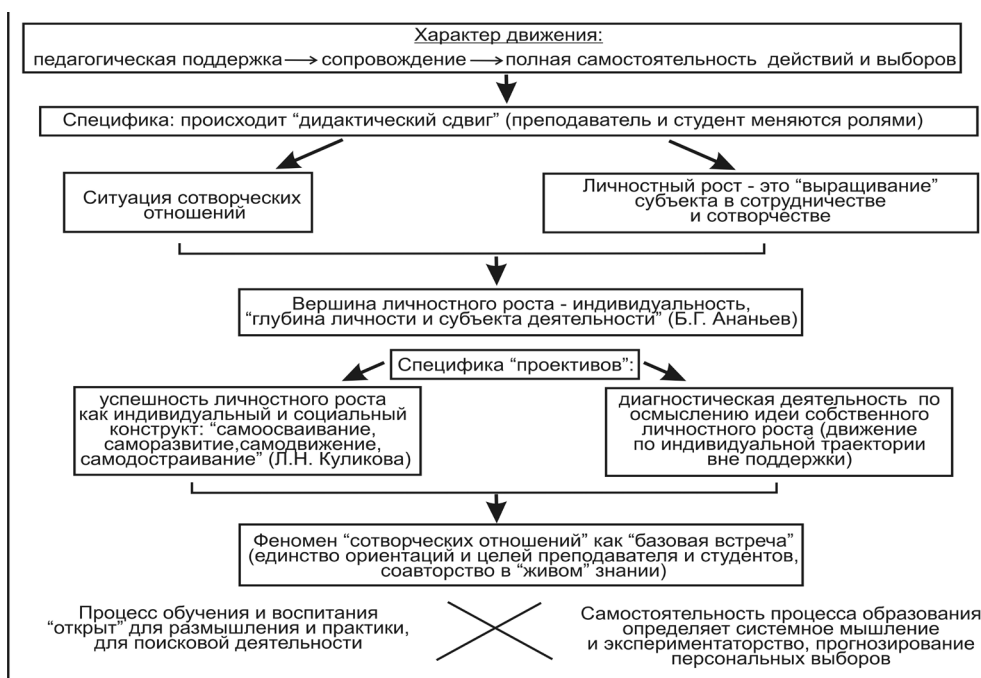 Характер движения:
педагогическая поддержка → сопровождение → полная самостоятельность действий и выборов
Специфика: происходит “дидактический сдвиг” (преподаватель и студент меняются ролями)
Ситуация сотворческих
отношений
Личностный рост - это “выращивание”
субъекта в сотрудничестве
и сотворчестве
Вершина личностного роста - индивидуальность,
“глубина личности и субъекта деятельности” (Б.Г. Ананьев)
Специфика “проективов”:
успешность личностного роста
как индивидуальный и социальный
конструкт: “самоосваивание,
саморазвитие,самодвижение,
самодостраивание” (Л.Н. Куликова)
диагностическая деятельность по
осмыслению идеи собственного
личностного роста (движение
по индивидуальной траектории
вне поддержки)
Феномен “сотворческих отношений” как “базовая встреча”
(единство ориентаций и целей преподавателя и студентов,
соавторство в “живом” знании)
Процесс обучения и воспитания
“открыт” для размышления и практики,
для поисковой деятельности
Самостоятельность процесса образования
определяет системное мышление
и экспериментаторство, прогнозирование
персональных выборов